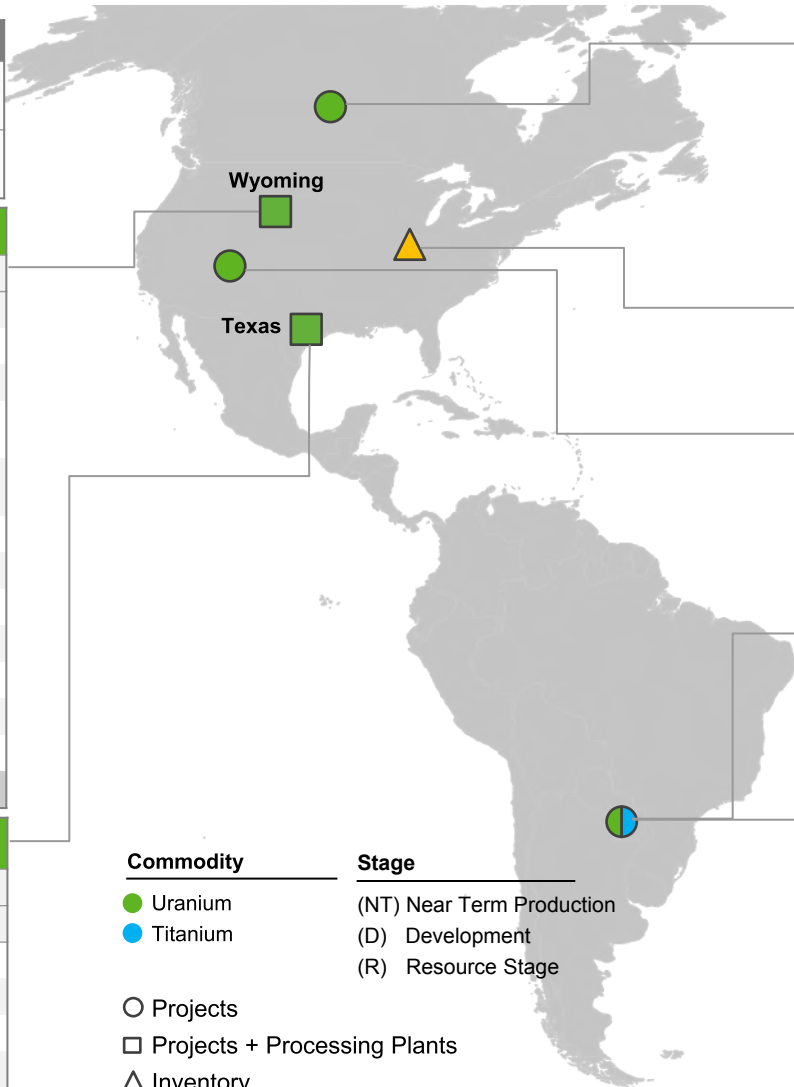 Wyoming
Texas
Commodity
Uranium
Titanium
Stage
(NT) Near Term Production
(D) Development
(R) Resource Stage
Projects
Projects + Processing Plants
Inventory